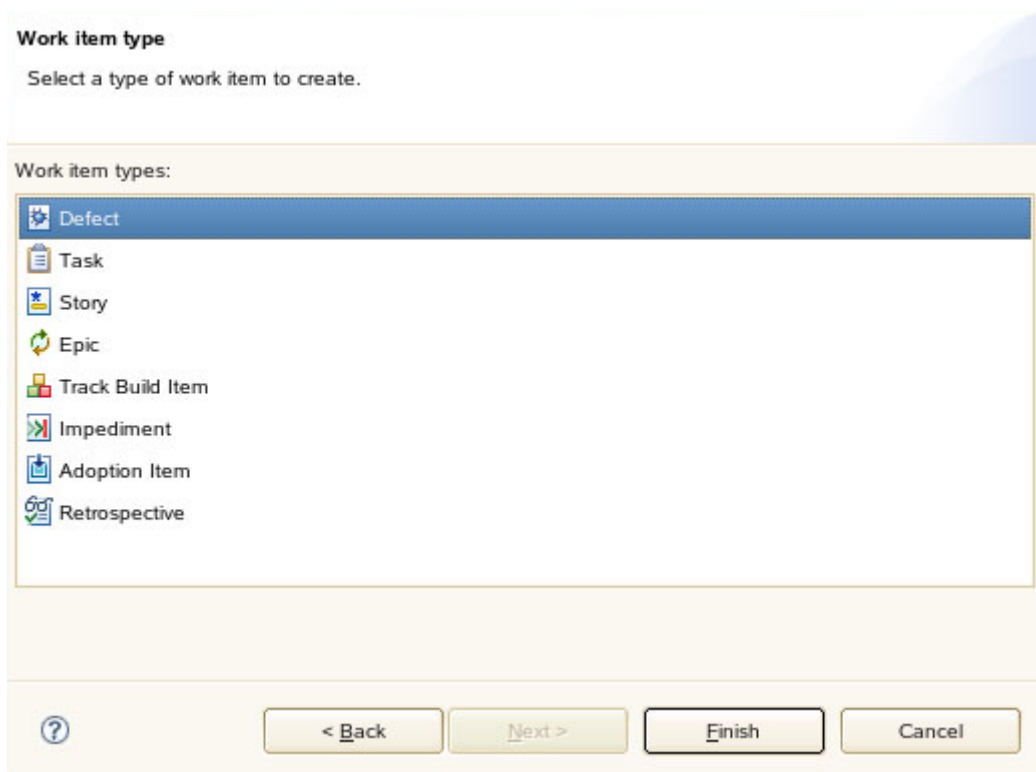 Work item type
Select a type of work item to create.
Work item types:
Defect
Task
Story
Epic
Track Build Item
Impediment
Adoption Item
Retrospective
? < Back Next > Finish Cancel